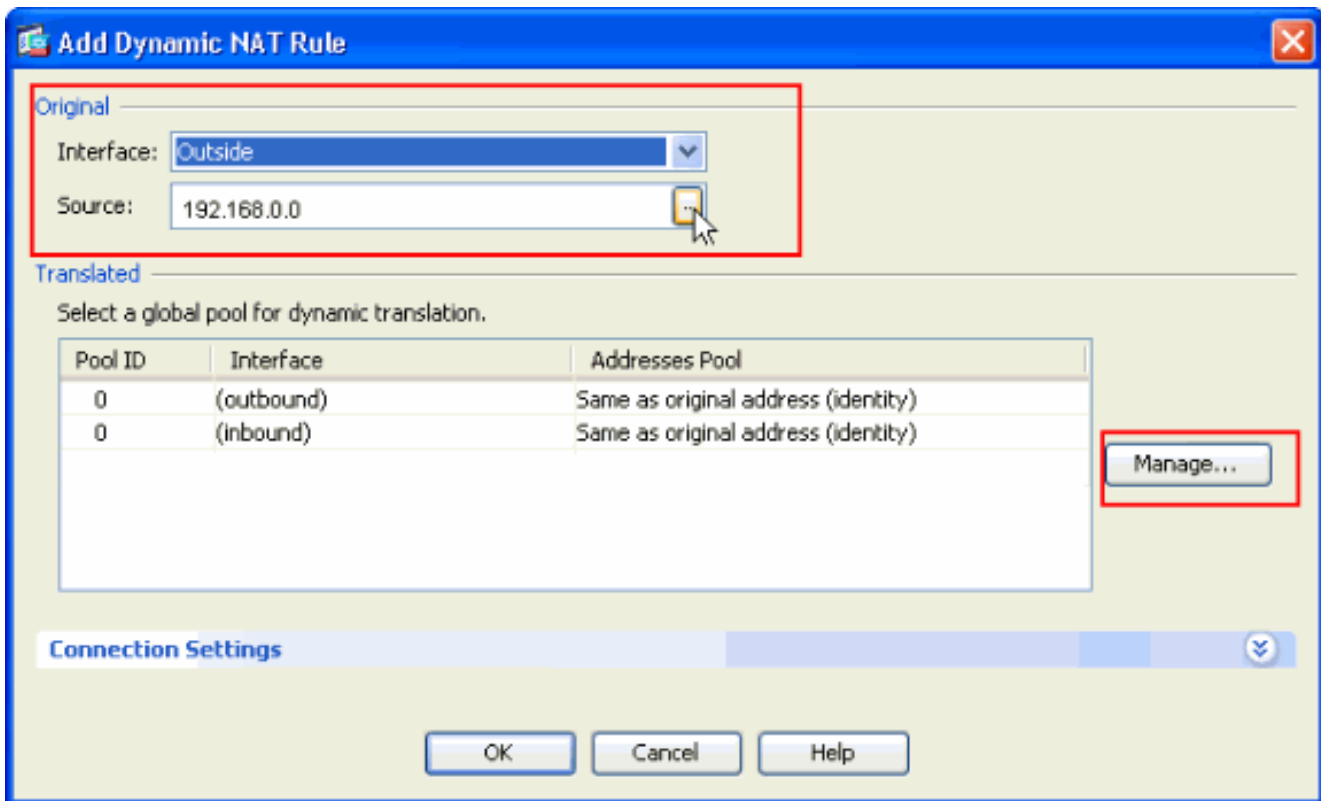 Add Dynamic NAT Rule
Original
Interface: Outside
Source: 192.168.0.0 ...
Translated
Select a global pool for dynamic translation.
Pool ID Interface Addresses Pool
0 (outbound) Same as original address (identity)
0 (inbound) Same as original address (identity)
Manage...
Connection Settings
OK Cancel Help